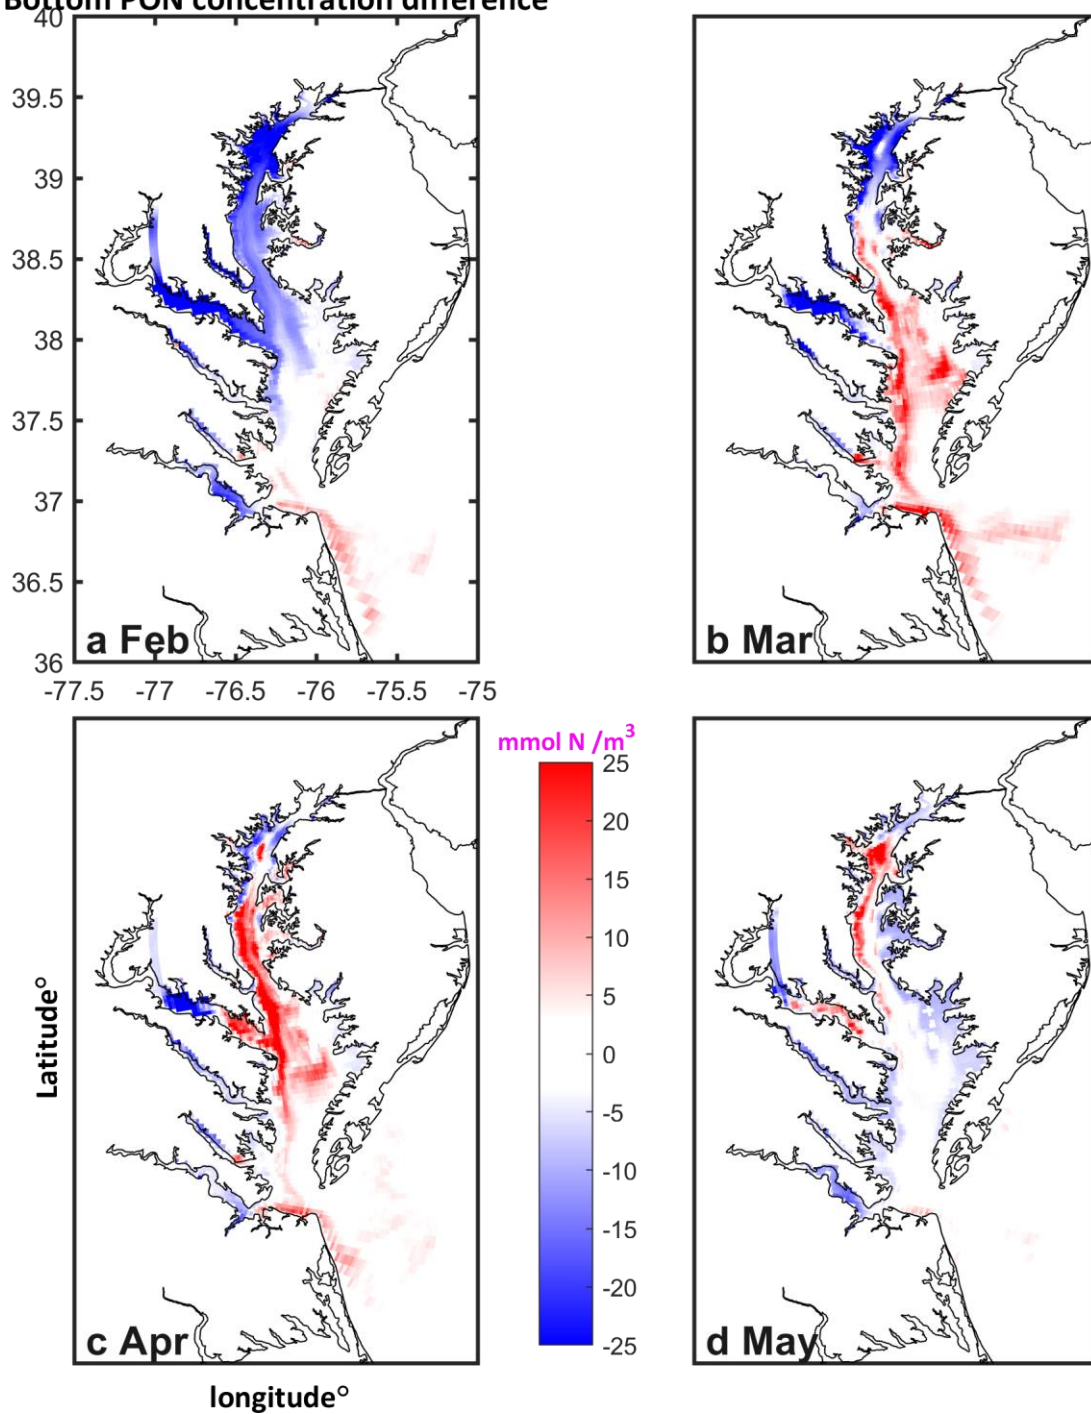 Bottom PON concentration difference
40
39.5
39
38.5
38
37.5
37
36.5
36
a Feb
b Mar
-77.5 -77 -76.5 -76 -75.5 -75
mmol N /m³
25
20
15
10
5
0
-5
-10
-15
-20
-25
Latitude°
c Apr
d May
longitude°